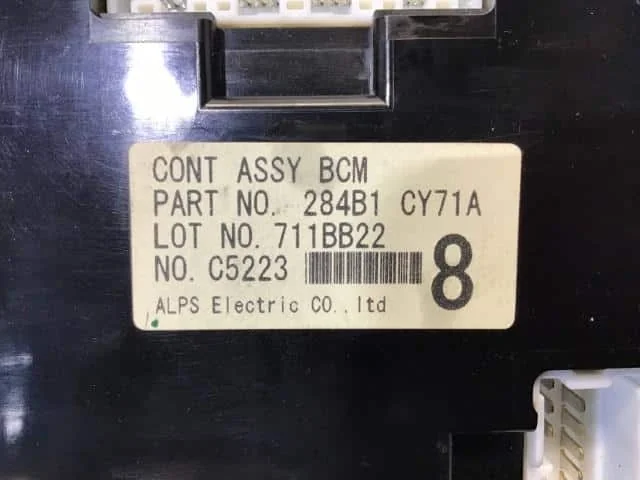 CONT ASSY BCM
PART NO. 284B1 CY71A
LOT NO. 711BB22
NO. C5223 8
ALPS Electric CO.,ltd